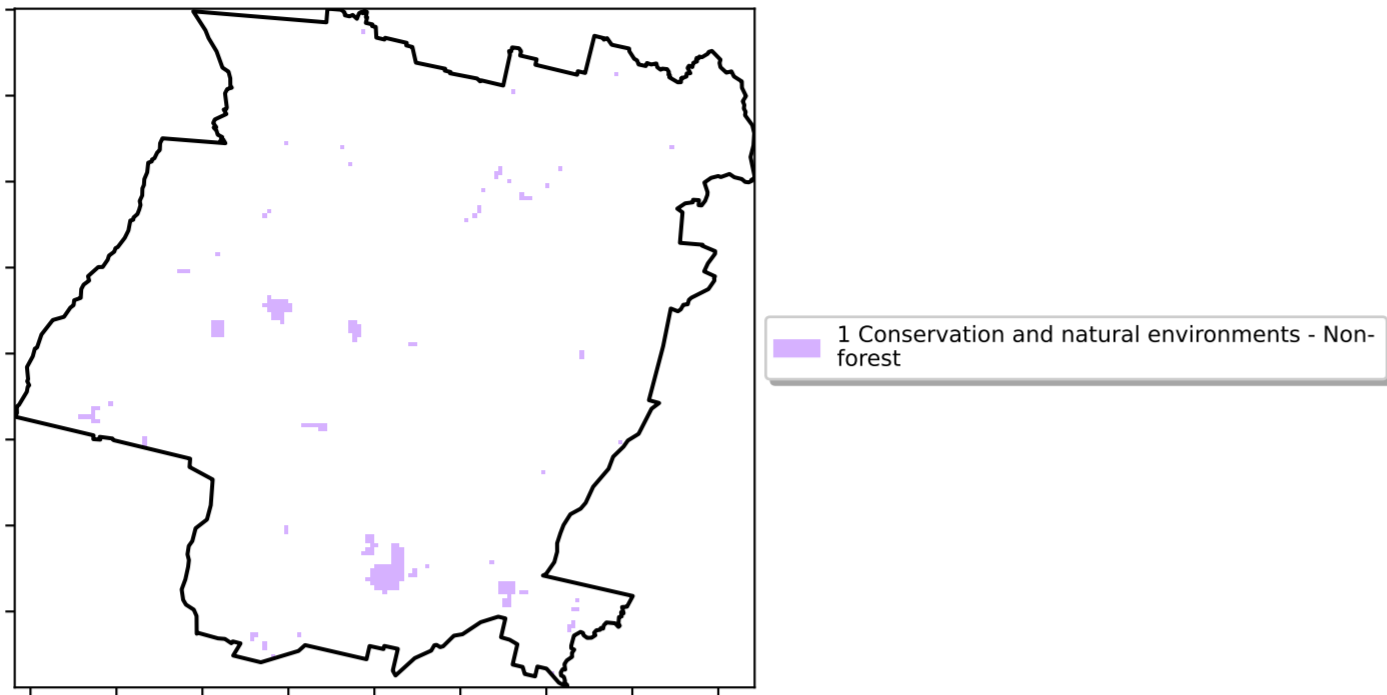 1 Conservation and natural environments - Non-
forest